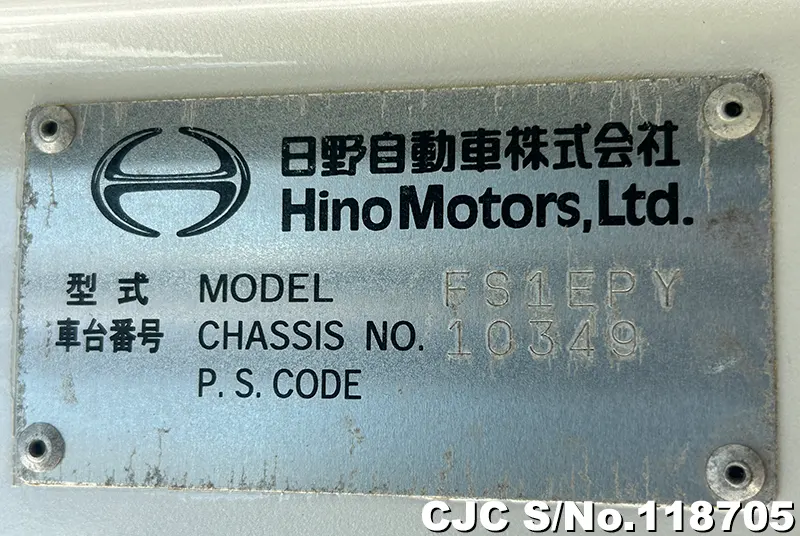 日野自動車株式会社
Hino Motors, Ltd.
型式 MODEL FS1EPY
車台番号 CHASSIS NO. 10349
P. S. CODE
CJC S/No.118705